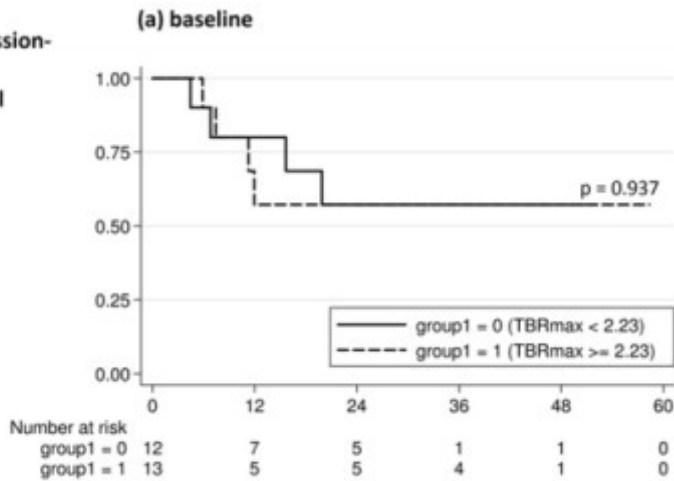 (a) baseline
ssion-
1.00
0.75
0.50
0.25
0.00
p = 0.937
group1 = 0 (TBRmax < 2.23)
group1 = 1 (TBRmax >= 2.23)
0 12 24 36 48 60
Number at risk
group1 = 0 12 7 5 1 1 0
group1 = 1 13 5 5 4 1 0